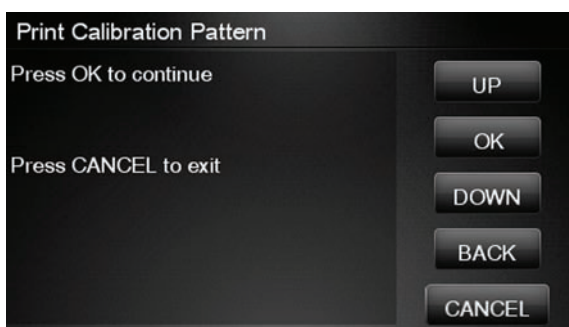 Print Calibration Pattern
Press OK to continue
Press CANCEL to exit
UP
OK
DOWN
BACK
CANCEL